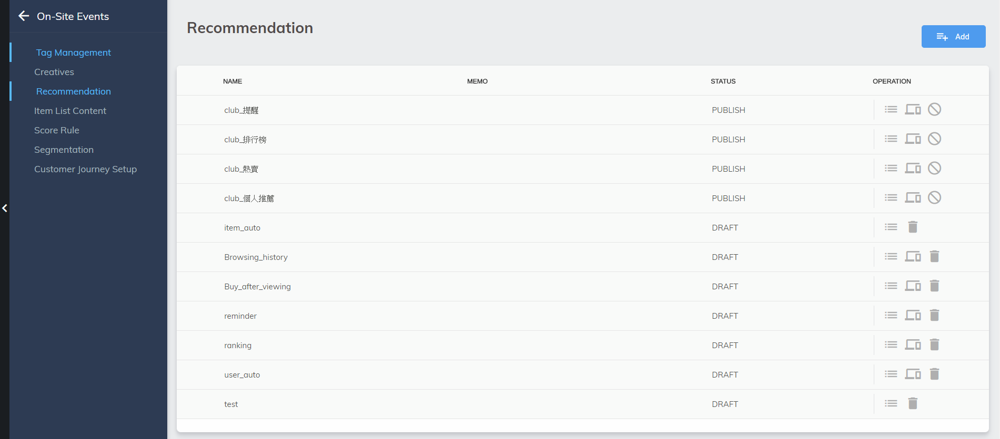 On-Site Events
Tag Management
Creatives
Recommendation
Item List Content
Score Rule
Segmentation
Customer Journey Setup
Recommendation
Add
NAME MEMO STATUS OPERATION
club_提醒 PUBLISH
club_排行榜 PUBLISH
club_熱賣 PUBLISH
club_個人推薦 PUBLISH
item_auto DRAFT
Browsing_history DRAFT
Buy_after_viewing DRAFT
reminder DRAFT
ranking DRAFT
user_auto DRAFT
test DRAFT